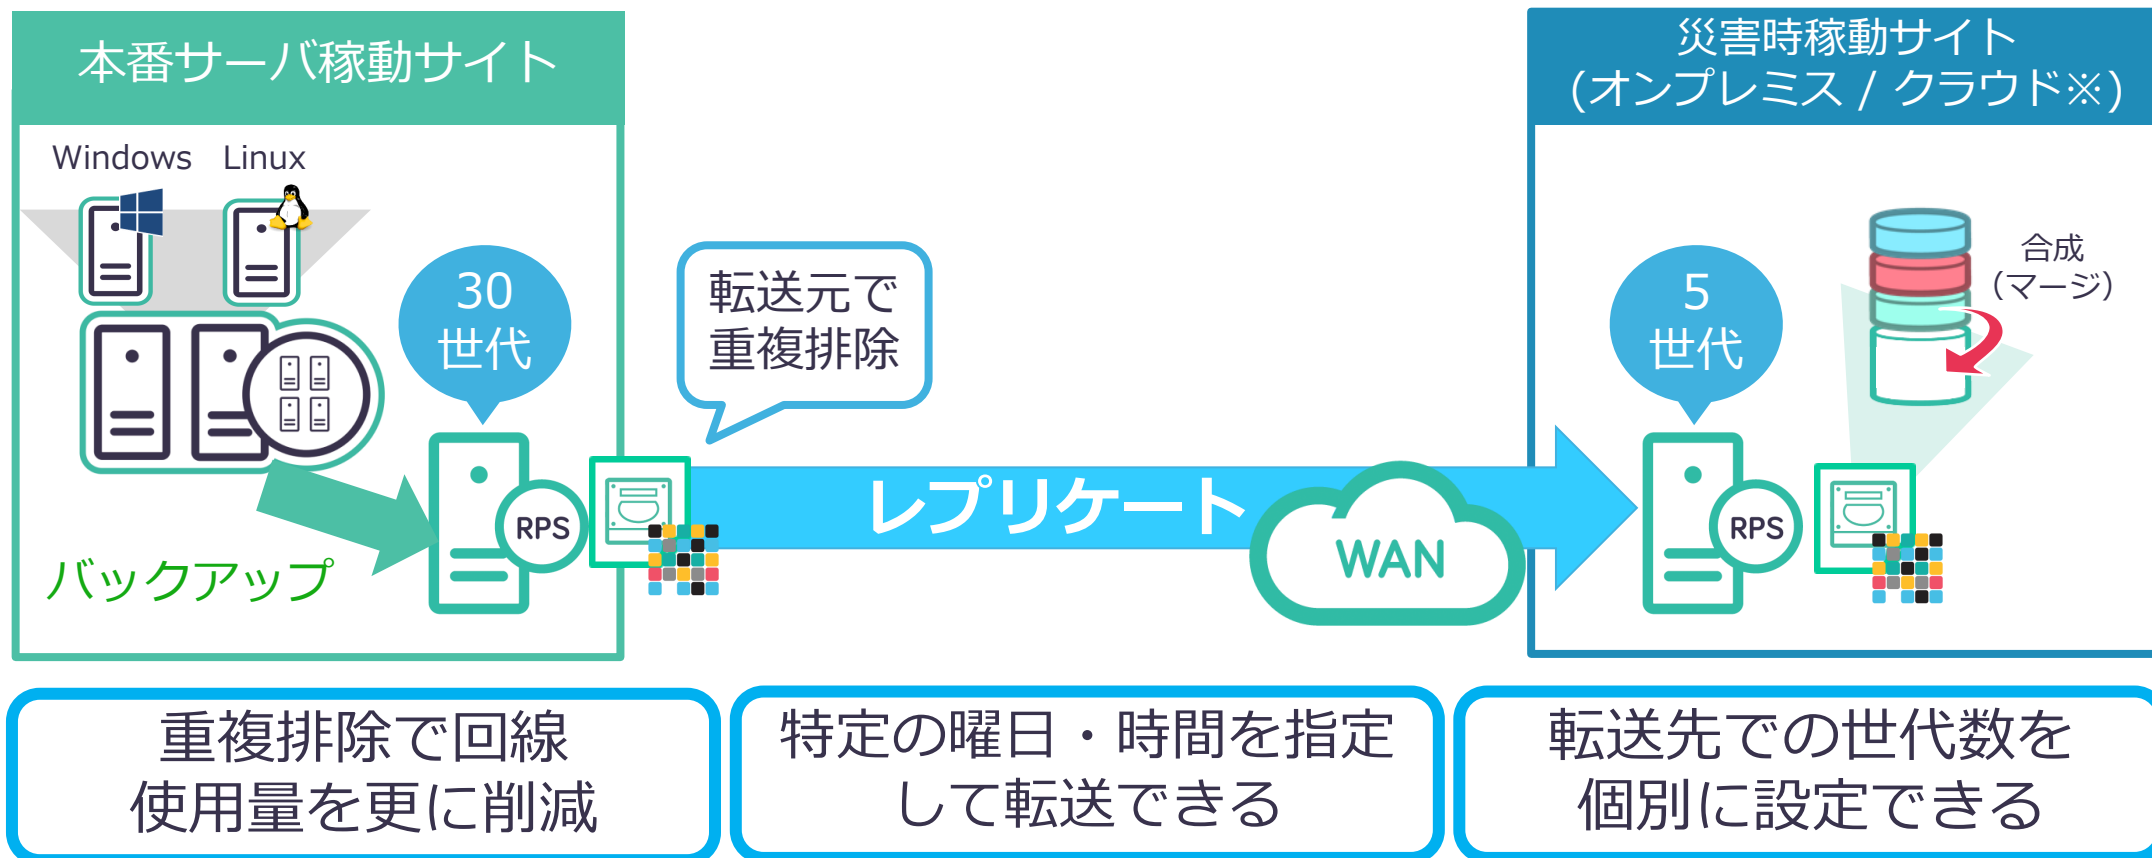 本番サーバ稼動サイト
災害時稼動サイト
(オンプレミス / クラウド※)
Windows
Linux
30
世代
転送元で
重複排除
5
世代
合成
(マージ)
バックアップ
RPS
レプリケート
WAN
RPS
重複排除で回線
使用量を更に削減
特定の曜日・時間を指定
して転送できる
転送先での世代数を
個別に設定できる